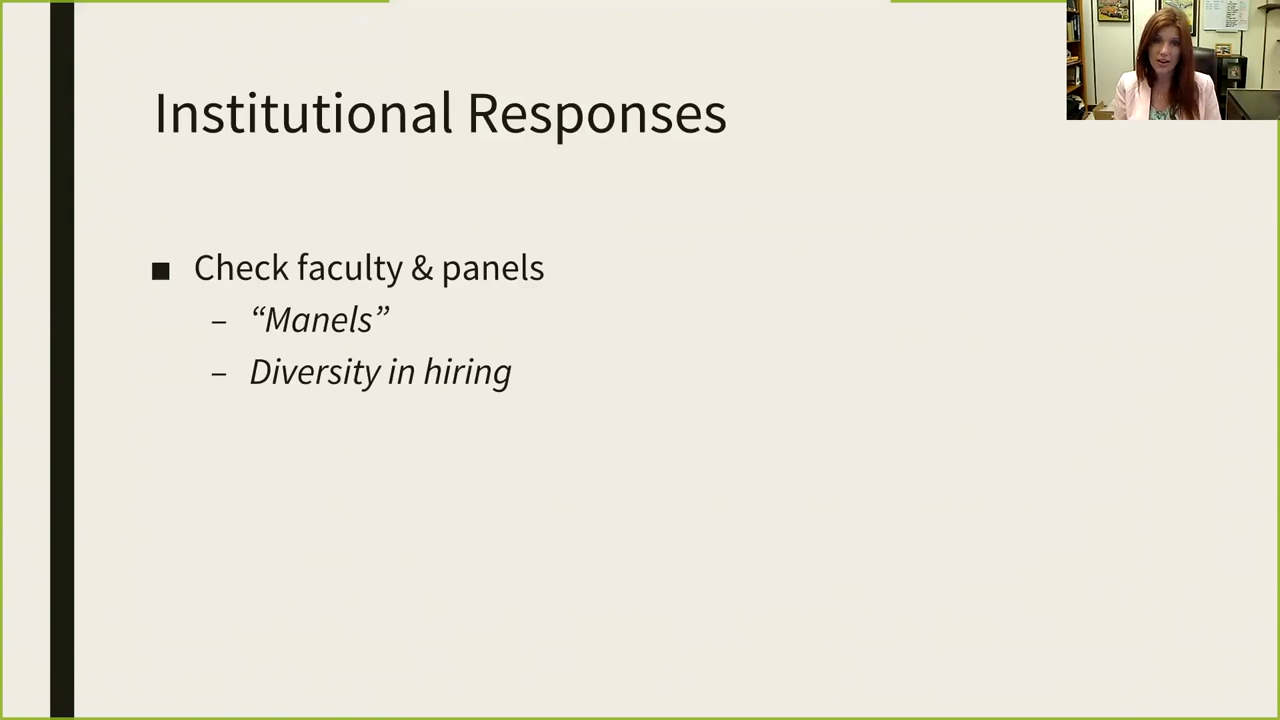 Institutional Responses
■ Check faculty & panels
– “Manels”
– Diversity in hiring